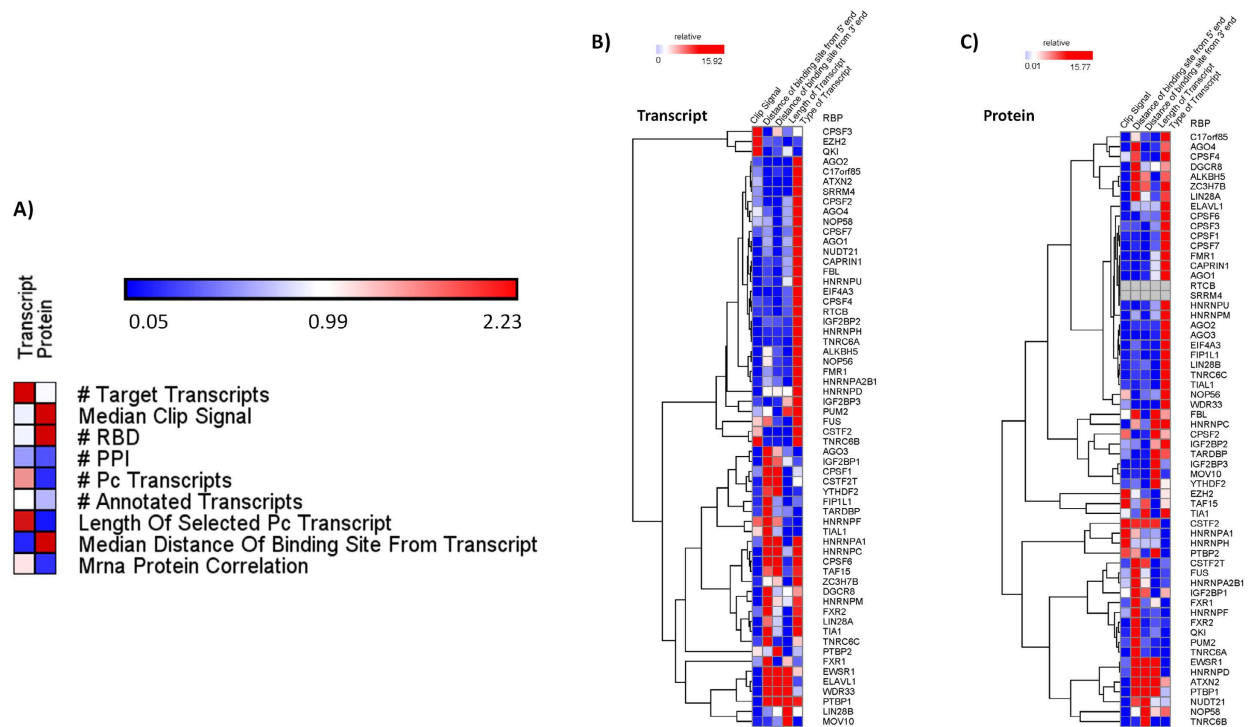 A)
0.05 0.99 2.23
Transcript
Protein
# Target Transcripts
Median Clip Signal
# RBD
# PPI
# Pc Transcripts
# Annotated Transcripts
Length Of Selected Pc Transcript
Median Distance Of Binding Site From Transcript
Mrna Protein Correlation
B)
relative
0 15.92
Transcript
Clip Signal
Distance of binding site from 5' end
Distance of binding site from 3' end
Length of Transcript
Type of Transcript
RBP
CPSF3
EZH2
QKI
AGO2
C17orf85
ATXN2
SRRM4
CPSF2
AGO4
NOP58
CPSF7
AGO1
NUDT21
CAPRIN1
FBL
HNRNPU
EIF4A3
CPSF4
RTCB
IGF2BP2
HNRNPH
TNRC6A
ALKBH5
NOP56
FMR1
HNRNPA2B1
HNRNPD
IGF2BP3
PUM2
FUS
CSTF2
TNRC6B
AGO3
IGF2BP1
CPSF1
CSTF2T
YTHDF2
FIP1L1
TARDBP
HNRNPF
TIAL1
HNRNPA1
HNRNPC
CPSF6
TAF15
ZC3H7B
DGCR8
HNRNPM
FXR2
LIN28A
TIA1
TNRC6C
PTBP2
FXR1
EWSR1
ELAVL1
WDR33
PTBP1
LIN28B
MOV10
C)
relative
0.01 15.77
Protein
Clip Signal
Distance of binding site from 5' end
Distance of binding site from 3' end
Length of Transcript
Type of Transcript
RBP
C17orf85
AGO4
CPSF4
DGCR8
ALKBH5
ZC3H7B
LIN28A
ELAVL1
CPSF6
CPSF3
CPSF1
CPSF7
FMR1
CAPRIN1
AGO1
RTCB
SRRM4
HNRNPU
HNRNPM
AGO2
AGO3
EIF4A3
FIP1L1
LIN28B
TNRC6C
TIAL1
NOP56
WDR33
FBL
HNRNPC
CPSF2
IGF2BP2
TARDBP
IGF2BP3
MOV10
YTHDF2
EZH2
TAF15
TIA1
CSTF2
HNRNPA1
HNRNPH
PTBP2
CSTF2T
FUS
HNRNPA2B1
IGF2BP1
FXR1
HNRNPF
FXR2
QKI
PUM2
TNRC6A
EWSR1
HNRNPD
ATXN2
PTBP1
NUDT21
NOP58
TNRC6B